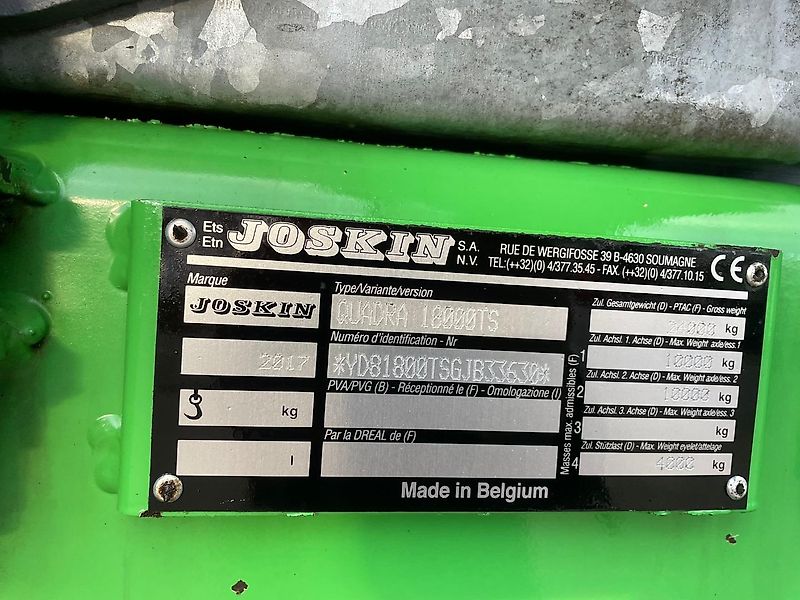 Ets
Etn
JOSKIN S.A. N.V.
RUE DE WERGIFOSSE 39 B-4630 SOUMAGNE
TEL:(++32)(0) 4/377.35.45 - FAX. (++32)(0) 4/377.10.15
CE
Marque
JOSKIN
2017
kg
l
Type/Variante/version
QUADRA 16000TS
Numéro d'identification - Nr
*YD81800TSGJB33630*
PVA/PVG (B) - Réceptionné le (F) - Omologazione (I)
Par la DREAL de (F)
Masses max. admissibles (F)
Zul. Gesamtgewicht (D) - PTAC (F) - Gross weight
24000 kg
Zul. Achsl. 1. Achse (D) - Max. Weight axle/ess.1
1 10000 kg
Zul. Achsl. 2. Achse (D) - Max. Weight axle/ess. 2
2 10000 kg
Zul. Achsl. 3. Achse (D) - Max. Weight axle/ess. 3
3 kg
Zul. Stützlast (D) - Max. Weight eyelet/attelage
4 4000 kg
Made in Belgium